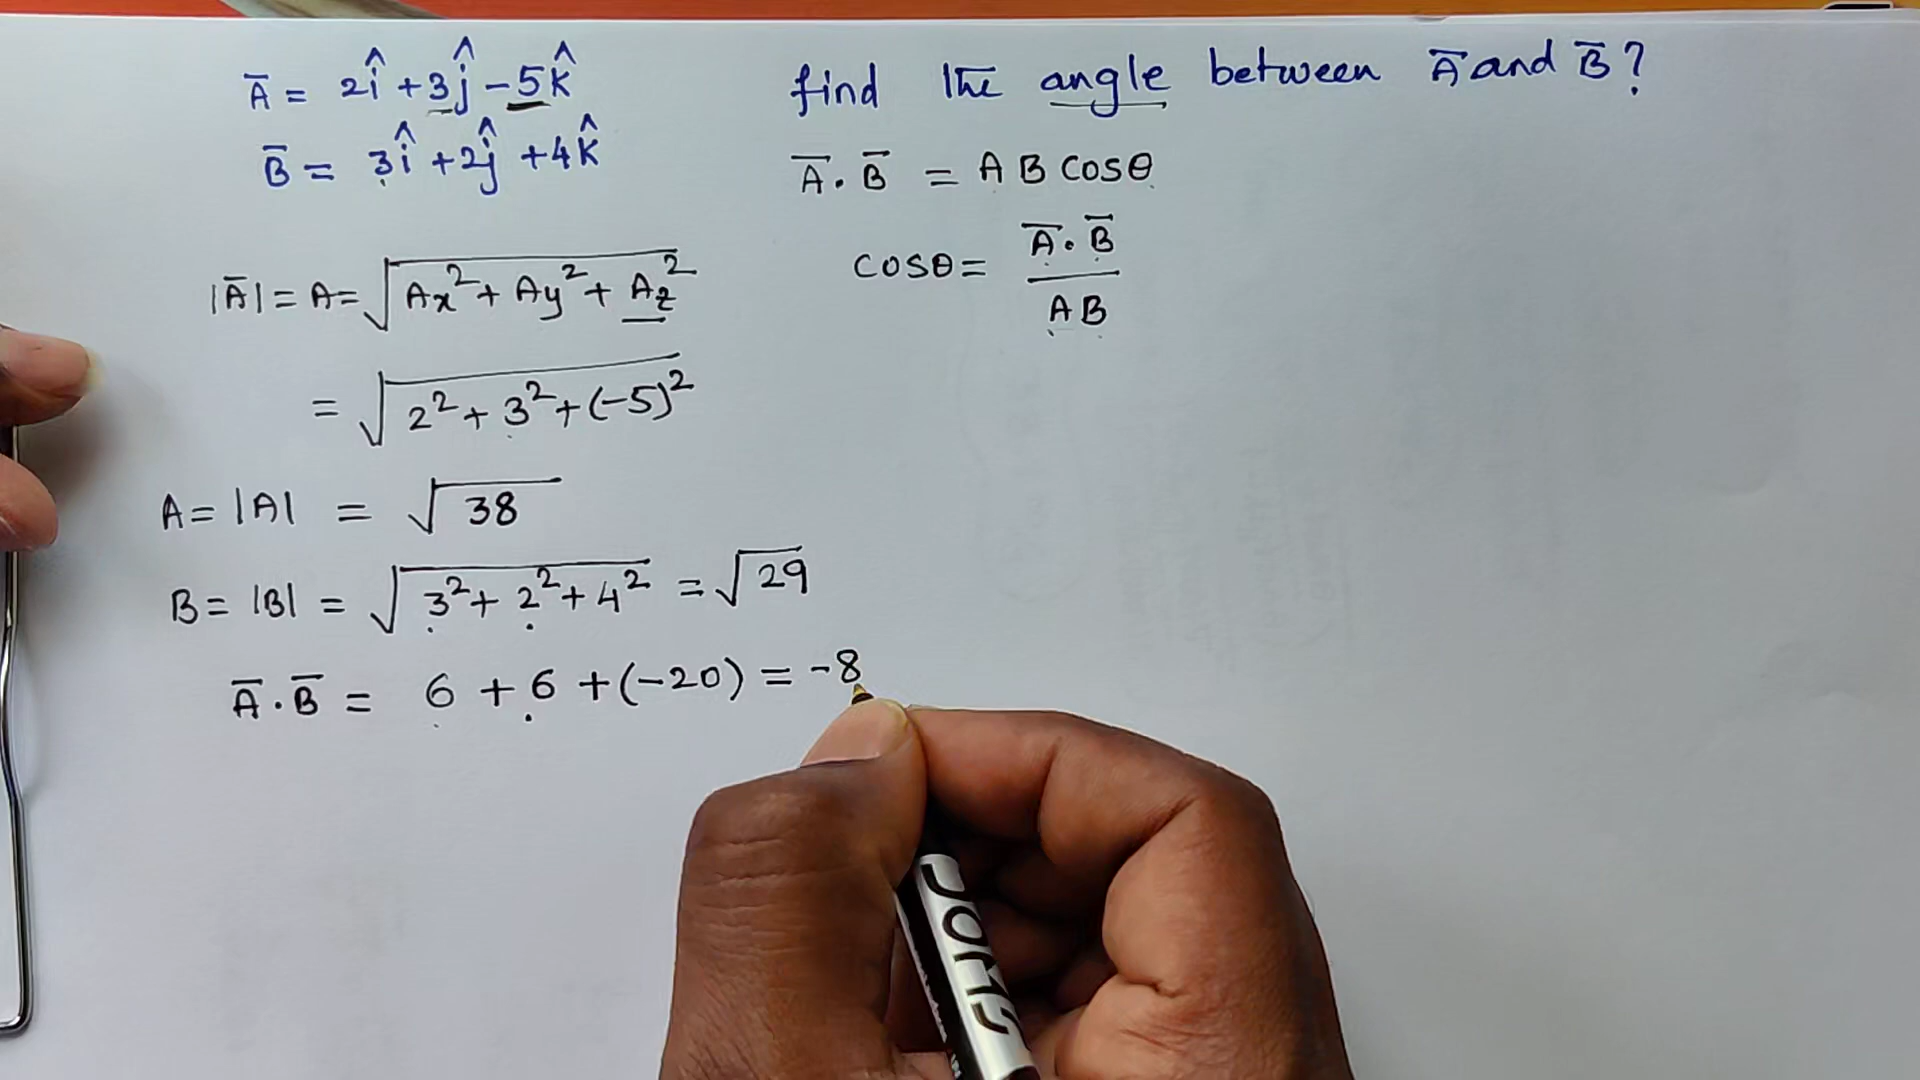 A̅ = 2î + 3ĵ - 5k̂
B̅ = 3î + 2ĵ + 4k̂
find the angle between A̅ and B̅ ?
A̅ . B̅ = A B cosθ
cosθ = A̅ . B̅ / AB
|A̅| = A = √(Ax² + Ay² + Az²)
= √(2² + 3² + (-5)²)
A = |A| = √38
B = |B| = √(3² + 2² + 4²) = √29
A̅ . B̅ = 6 + 6 + (-20) = -8